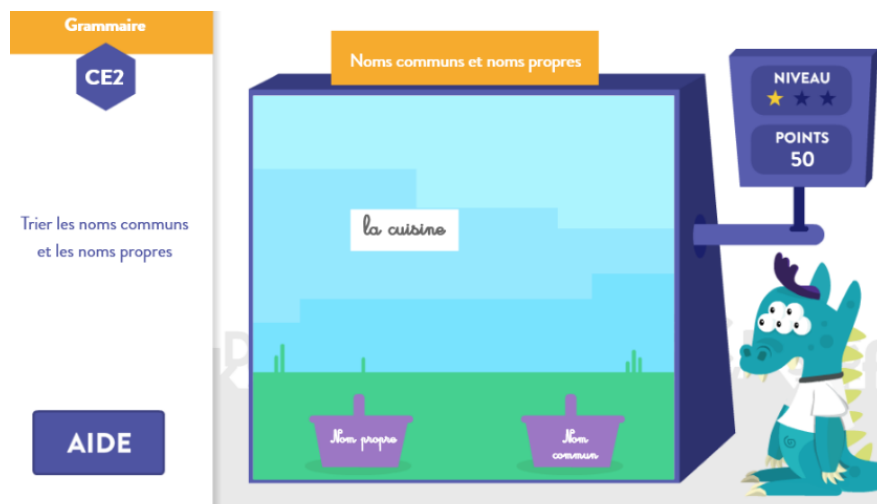 Grammaire
CE2
Trier les noms communs
et les noms propres
AIDE
Noms communs et noms propres
la cuisine
Nom propre
Nom
commun
NIVEAU
POINTS
50